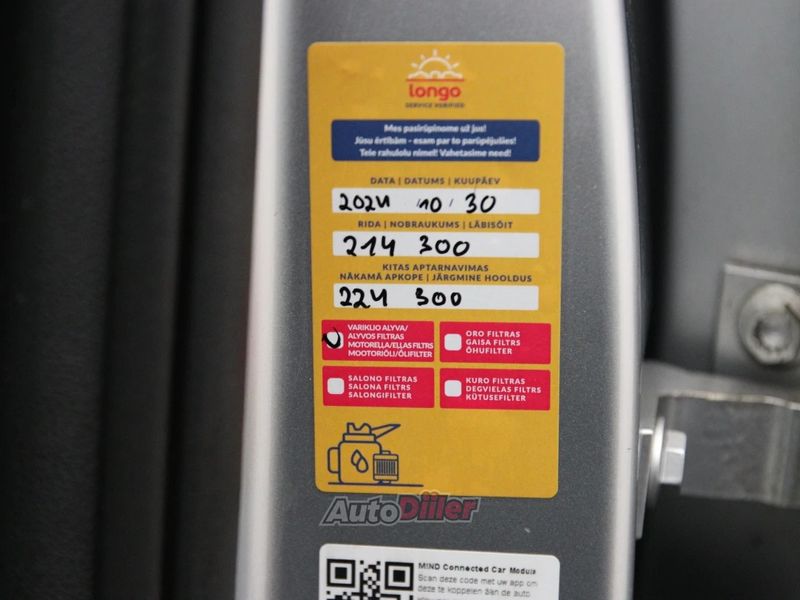 longo
SERVICE VERIFIED
Mes pasirūpinome už jus!
Jūsu ērtībām - esam par to parūpējušies!
Teie rahulolu nimel! Vahetasime need!
DATA | DATUMS | KUUPÄEV
2024 10 30
RIDA | NOBRAUKUMS | LÄBISÕIT
214 300
KITAS APTARNAVIMAS
NĀKAMĀ APKOPE | JÄRGMINE HOOLDUS
224 300
VARIKLIO ALYVA/
ALYVOS FILTRAS
MOTOREĻĻA/EĻĻAS FILTRS
MOOTORIÕLI/ÕLIFILTER
ORO FILTRAS
GAISA FILTRS
ÕHUFILTER
SALONO FILTRAS
SALONA FILTRS
SALONGIFILTER
KURO FILTRAS
DEGVIELAS FILTRS
KÜTUSEFILTER
AutoDiiler
MIND Connected Car Module
Scan deze code met uw app om
deze te koppelen aan de auto